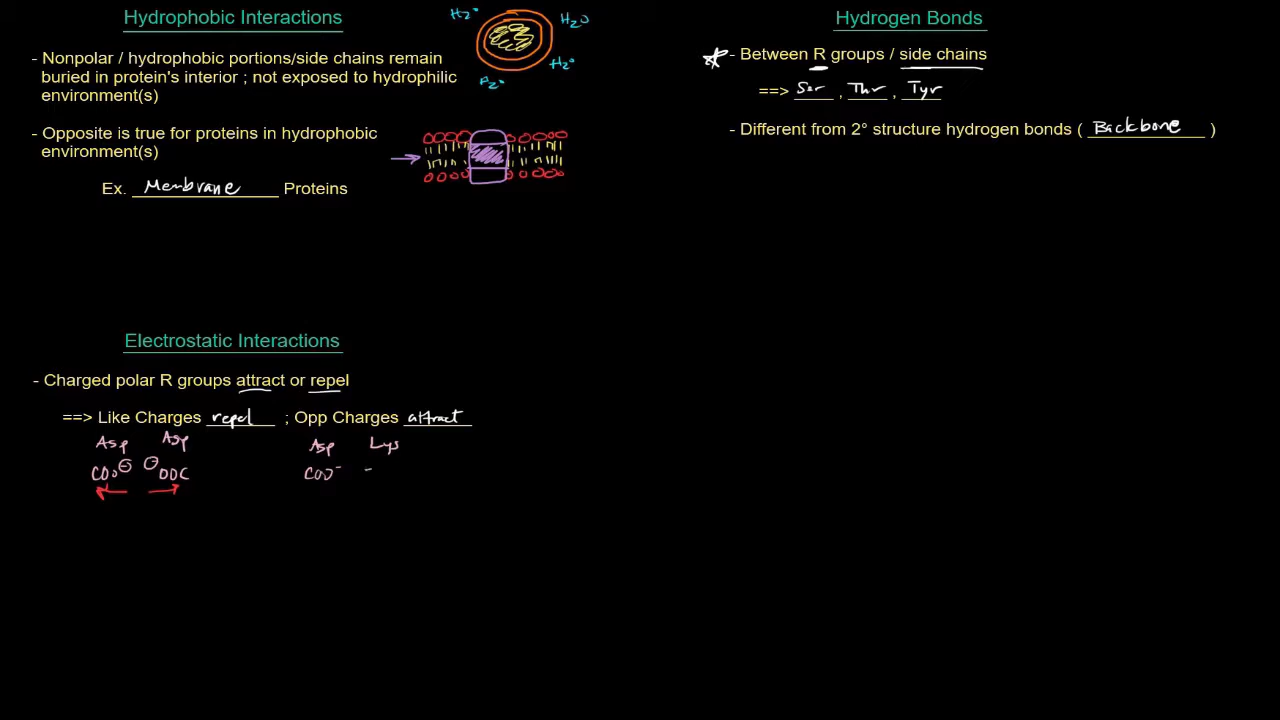 Hydrophobic Interactions
H₂O
H₂O
- Nonpolar / hydrophobic portions/side chains remain
buried in protein's interior ; not exposed to hydrophilic
environment(s)
H₂O
H₂O
- Opposite is true for proteins in hydrophobic
environment(s)
Ex. Membrane Proteins
Hydrogen Bonds
- Between R groups / side chains
==> Ser , Thr , Tyr
- Different from 2° structure hydrogen bonds ( Backbone )
Electrostatic Interactions
- Charged polar R groups attract or repel
==> Like Charges repel ; Opp Charges attract
Asp Asp Asp Lys
COO⊖ ⊖OOC COO⁻ -